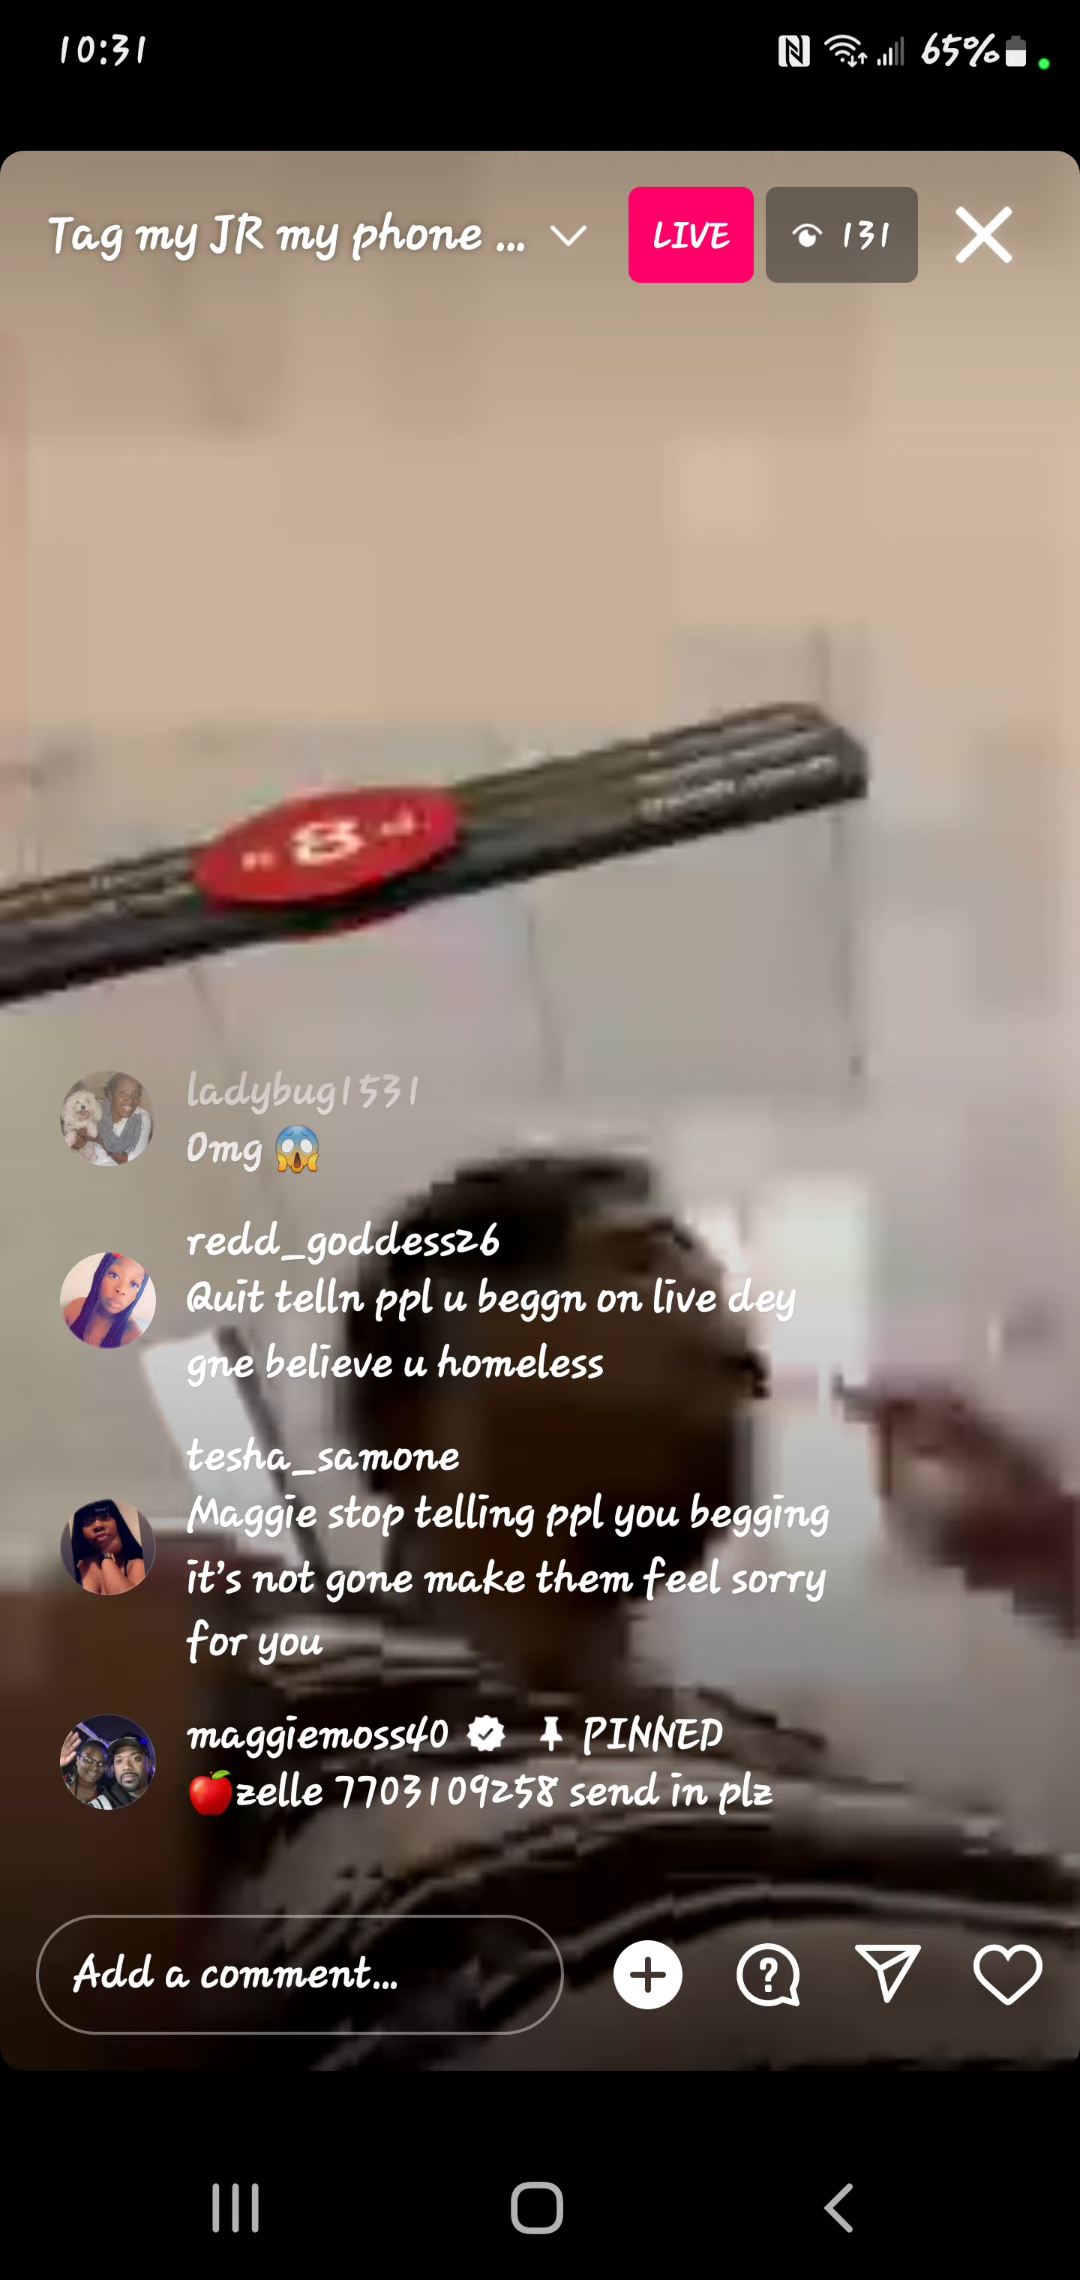 10:31
65%
Tag my JR my phone ...
LIVE
131
8
ladybug1531
Omg 😱
redd_goddess26
Quit telln ppl u beggn on live dey
gne believe u homeless
tesha_samone
Maggie stop telling ppl you begging
it's not gone make them feel sorry
for you
maggiemoss40 PINNED
🍎zelle 7703109258 send in plz
Add a comment...